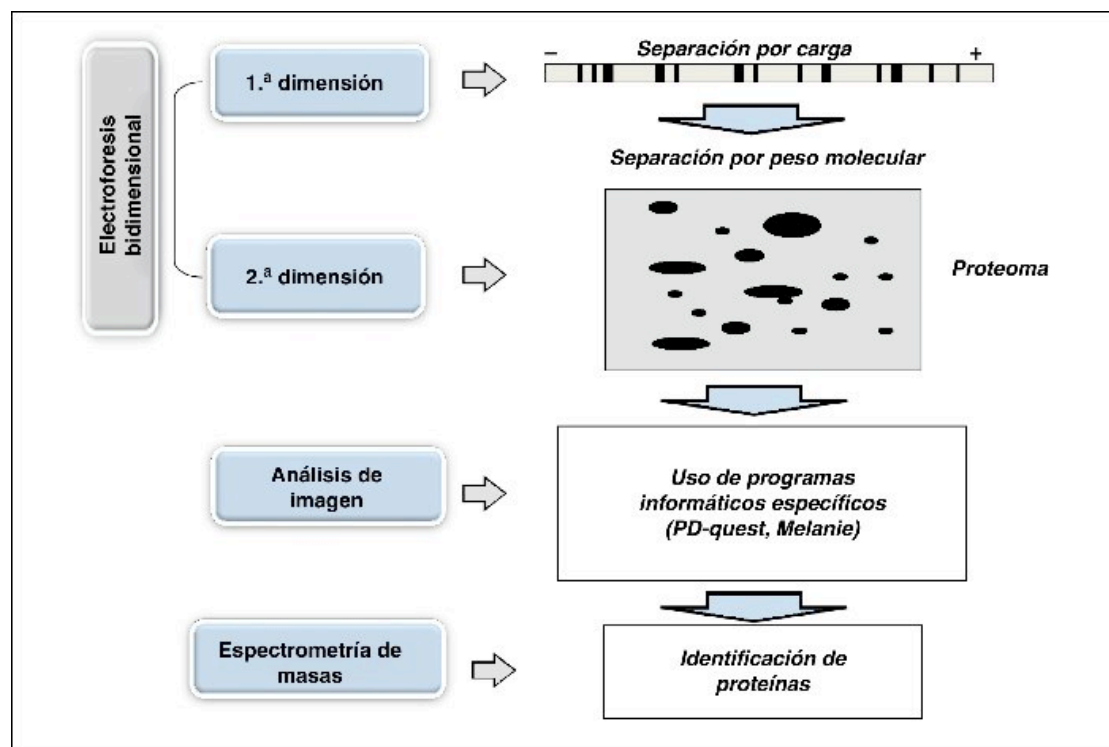 Electroforesis
bidimensional
1.ª dimensión
−
Separación por carga
+
Separación por peso molecular
2.ª dimensión
Proteoma
Análisis de
imagen
Uso de programas
informáticos específicos
(PD-quest, Melanie)
Espectrometría de
masas
Identificación de
proteínas